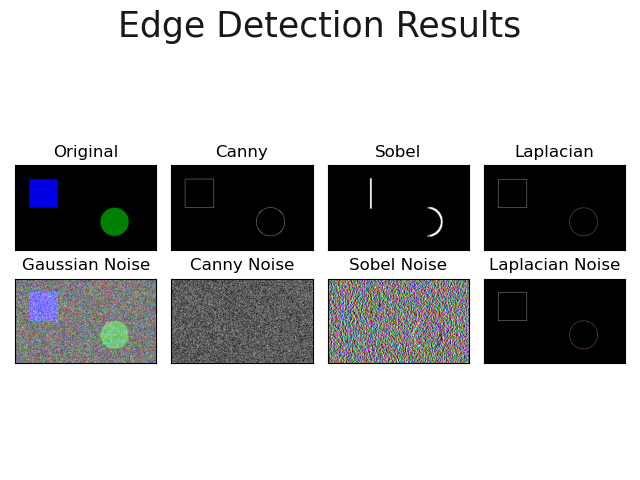 Edge Detection Results
Original Canny Sobel Laplacian
Gaussian Noise Canny Noise Sobel Noise Laplacian Noise